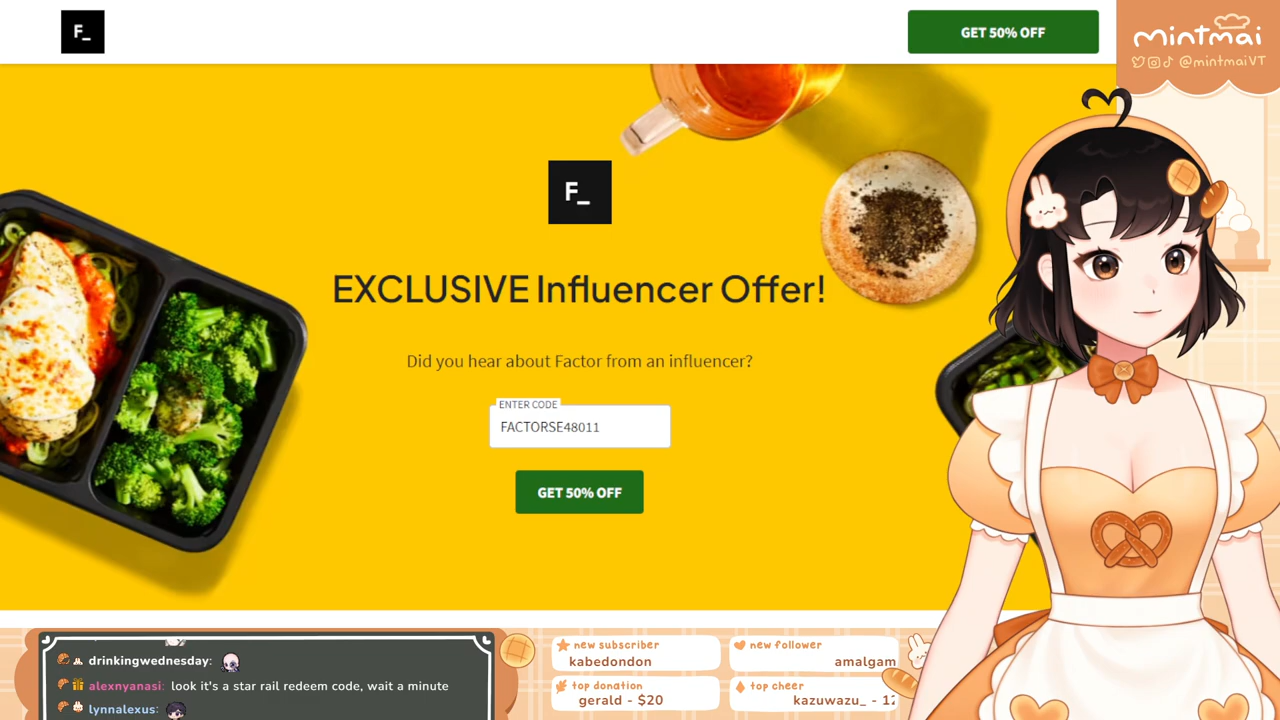 F_
GET 50% OFF
mintmai
@mintmaiVT
F_
EXCLUSIVE Influencer Offer!
Did you hear about Factor from an influencer?
ENTER CODE
FACTORSE48011
GET 50% OFF
drinkingwednesday:
alexnyanasi: look it's a star rail redeem code, wait a minute
lynnalexus:
new subscriber
kabedondon
new follower
amalgam
top donation
gerald - $20
top cheer
kazuwazu_ - 12